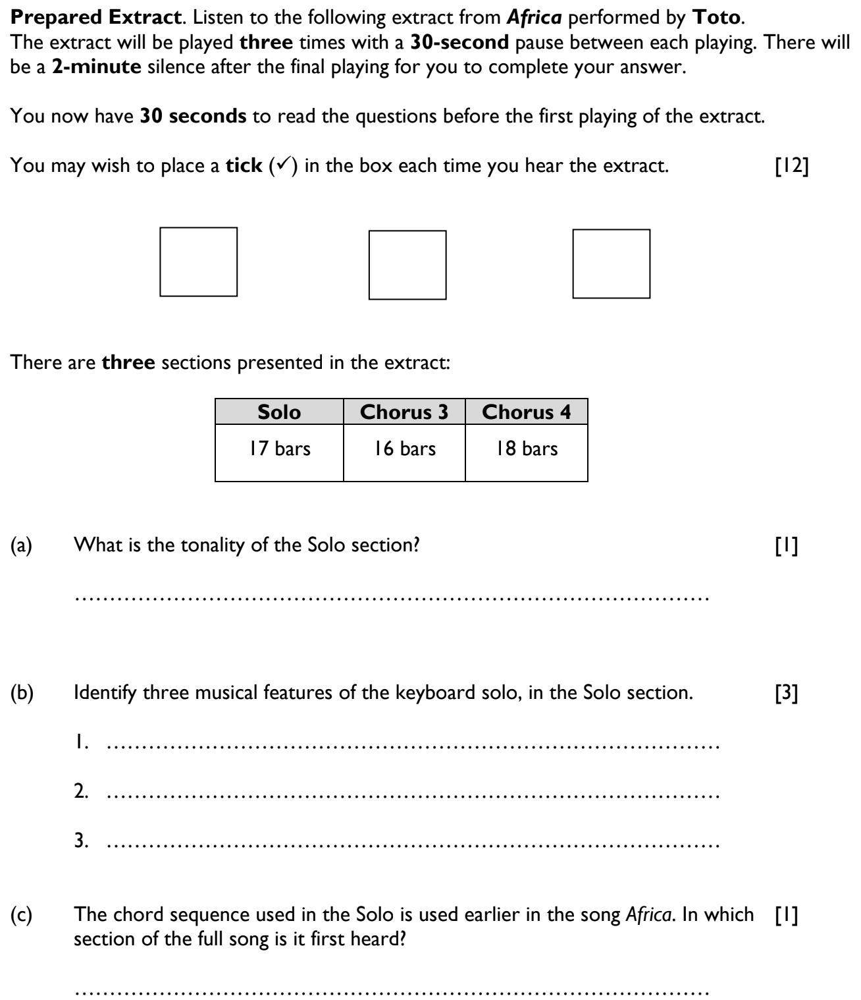 Prepared Extract. Listen to the following extract from Africa performed by Toto.
The extract will be played three times with a 30-second pause between each playing. There will
be a 2-minute silence after the final playing for you to complete your answer.
You now have 30 seconds to read the questions before the first playing of the extract.
You may wish to place a tick (✓) in the box each time you hear the extract. [12]
There are three sections presented in the extract:
Solo Chorus 3 Chorus 4
17 bars 16 bars 18 bars
(a) What is the tonality of the Solo section? [1]
(b) Identify three musical features of the keyboard solo, in the Solo section. [3]
1.
2.
3.
(c) The chord sequence used in the Solo is used earlier in the song Africa. In which [1]
section of the full song is it first heard?